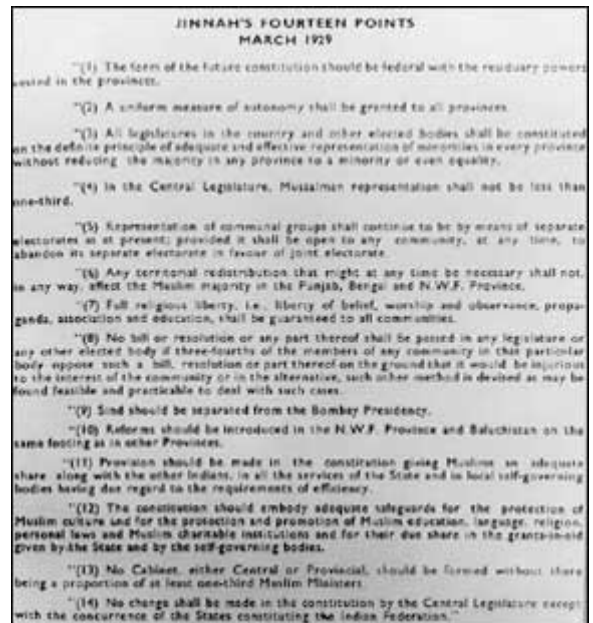 JINNAH'S FOURTEEN POINTS
MARCH 1929
"(1) The form of the future constitution should be federal with the residuary powers
vested in the provinces.
"(2) A uniform measure of autonomy shall be granted to all provinces
"(3) All legislatures in the country and other elected bodies shall be constituted
on the definite principle of adequate and effective representation of minorities in every province
without reducing the majority in any province to a minority or even equality.
"(4) In the Central Legislature, Mussalman representation shall not be less than
one-third.
"(5) Representation of communal groups shall continue to be by means of separate
electorates as at present; provided it shall be open to any community, at any time, to
abandon its separate electorate in favour of joint electorate.
"(6) Any territorial redistribution that might at any time be necessary shall not,
in any way, affect the Muslim majority in the Punjab, Bengal and N.W.F. Province.
"(7) Full religious liberty, i.e., liberty of belief, worship and observance, propa-
ganda, association and education, shall be guaranteed to all communities.
"(8) No bill or resolution or any part thereof shall be passed in any legislature or
any other elected body if three-fourths of the members of any community in that particular
body oppose such a bill, resolution or part thereof on the ground that it would be injurious
to the interest of the community or in the alternative, such other method is devised as may be
found feasible and practicable to deal with such cases.
"(9) Sind should be separated from the Bombay Presidency.
"(10) Reforms should be introduced in the N.W.F. Province and Baluchistan on the
same footing as in other Provinces.
"(11) Provision should be made in the constitution giving Muslims an adequate
share along with the other Indians, in all the services of the State and in local self-governing
bodies having due regard to the requirements of efficiency.
"(12) The constitution should embody adequate safeguards for the protection of
Muslim culture and for the protection and promotion of Muslim education, language, religion,
personal laws and Muslim charitable institutions and for their due share in the grants-in-aid
given by the State and by the self-governing bodies.
"(13) No Cabinet, either Central or Provincial, should be formed without there
being a proportion of at least one-third Muslim Ministers
"(14) No change shall be made in the constitution by the Central Legislature except
with the concurrence of the States constituting the Indian Federation."